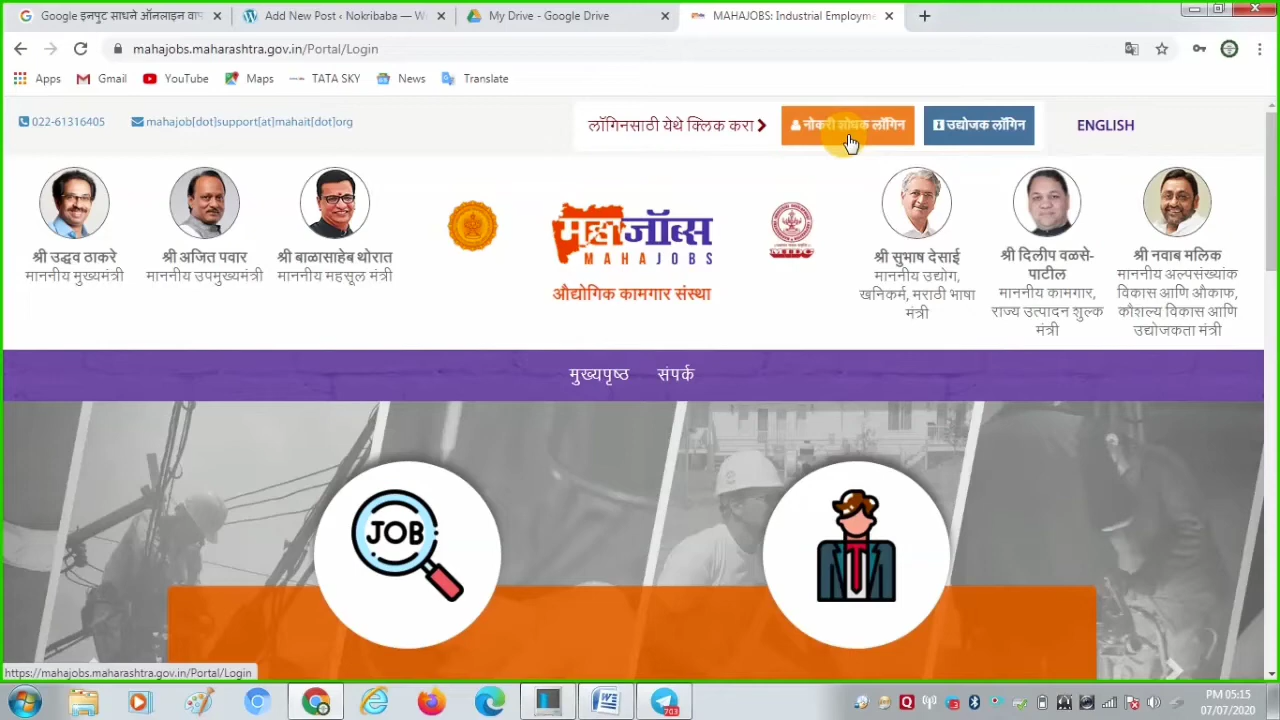 Google इनपुट साधने ऑनलाइन वाप
Add New Post ‹ Nokribaba — W
My Drive - Google Drive
MAHAJOBS: Industrial Employme
mahajobs.maharashtra.gov.in/Portal/Login
Apps Gmail YouTube Maps TATA SKY News Translate
022-61316405 mahajob[dot]support[at]mahait[dot]org
लॉगिनसाठी येथे क्लिक करा नोकरी शोधक लॉगिन उद्योजक लॉगिन ENGLISH
श्री उद्धव ठाकरे
माननीय मुख्यमंत्री
श्री अजित पवार
माननीय उपमुख्यमंत्री
श्री बाळासाहेब थोरात
माननीय महसूल मंत्री
महाजॉब्स
MAHAJOBS
औद्योगिक कामगार संस्था
MIDC
श्री सुभाष देसाई
माननीय उद्योग,
खनिकर्म, मराठी भाषा
मंत्री
श्री दिलीप वळसे-
पाटील
माननीय कामगार,
राज्य उत्पादन शुल्क
मंत्री
श्री नवाब मलिक
माननीय अल्पसंख्यांक
विकास आणि औकाफ,
कौशल्य विकास आणि
उद्योजकता मंत्री
मुख्यपृष्ठ संपर्क
JOB
https://mahajobs.maharashtra.gov.in/Portal/Login
703
PM 05:15
07/07/2020